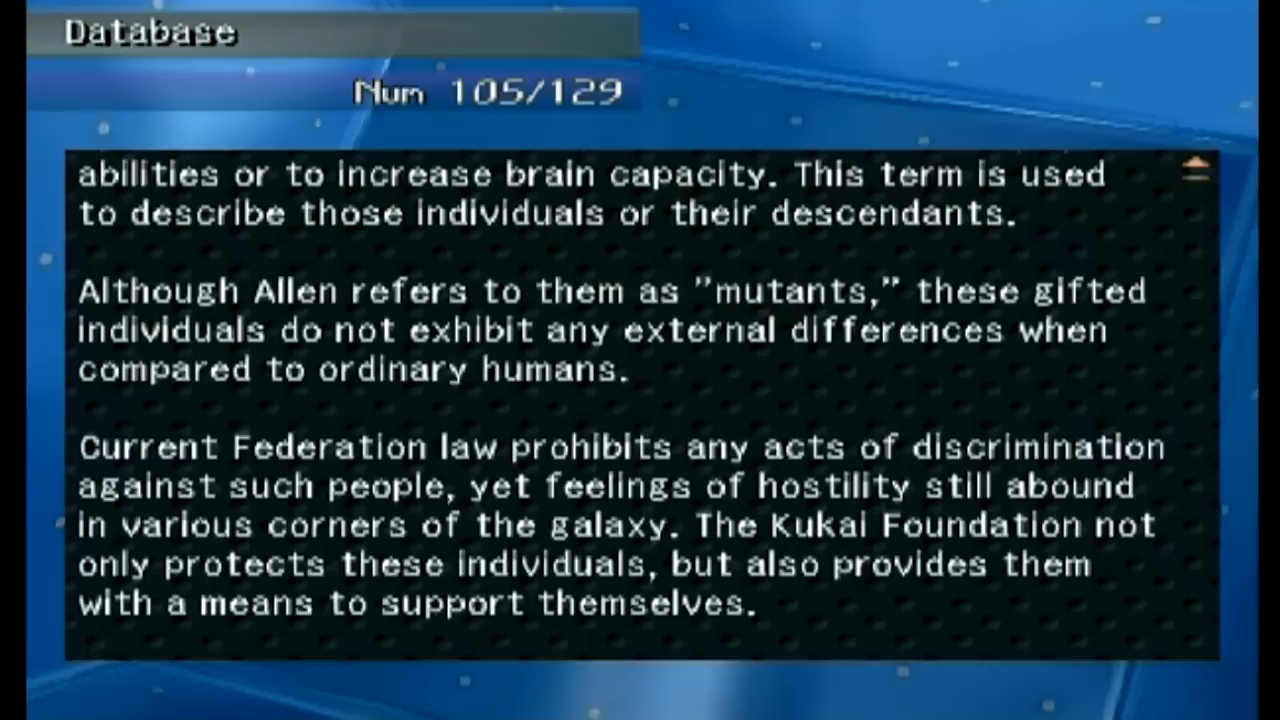 Database
Num 105/129
abilities or to increase brain capacity. This term is used
to describe those individuals or their descendants.
Although Allen refers to them as "mutants," these gifted
individuals do not exhibit any external differences when
compared to ordinary humans.
Current Federation law prohibits any acts of discrimination
against such people, yet feelings of hostility still abound
in various corners of the galaxy. The Kukai Foundation not
only protects these individuals, but also provides them
with a means to support themselves.